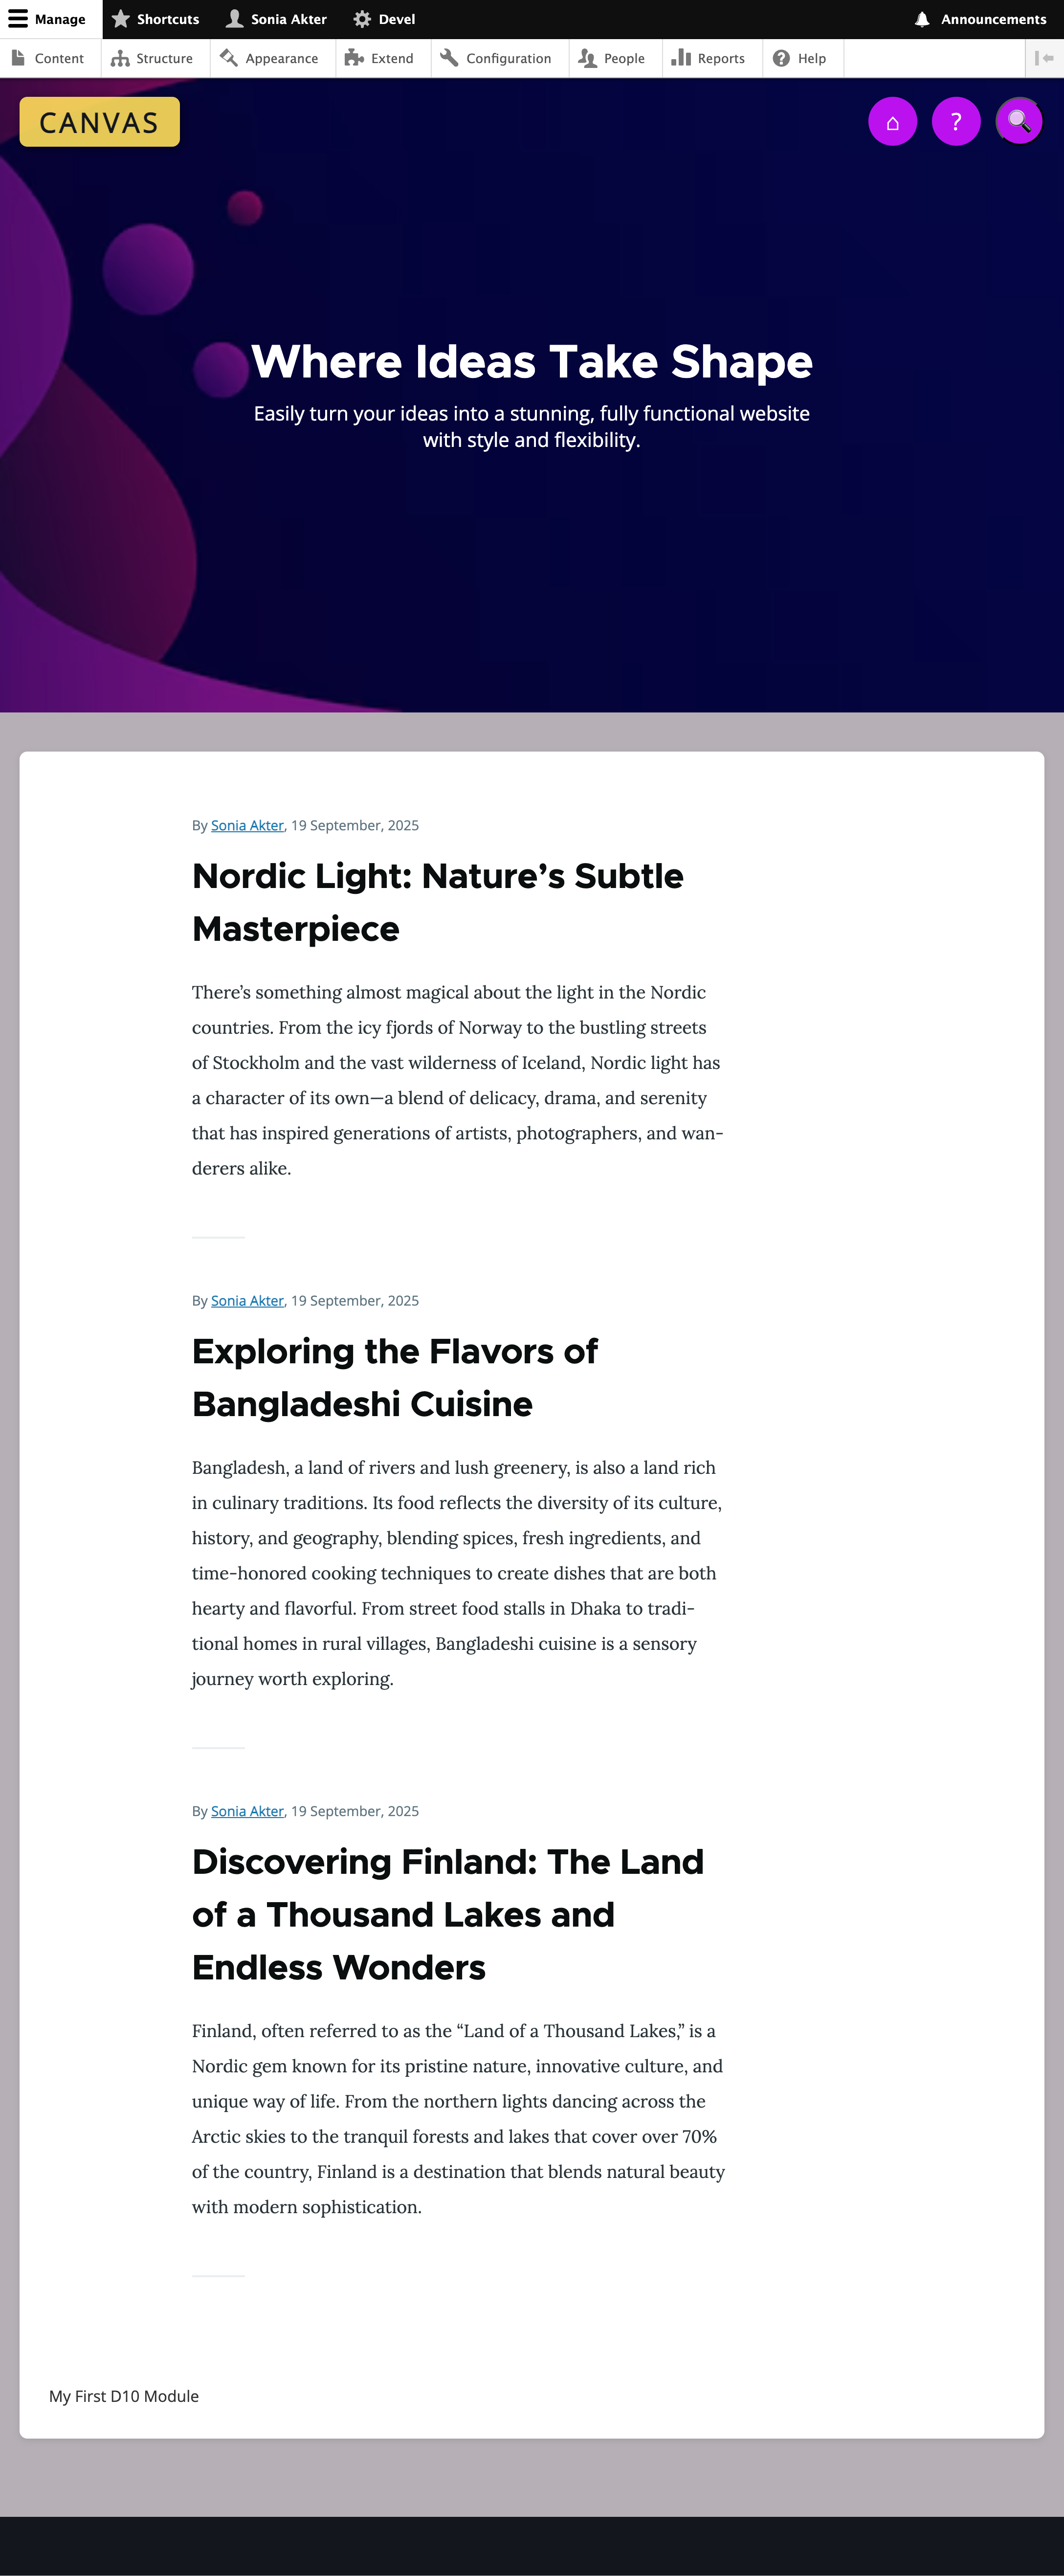 Manage Shortcuts Sonia Akter Devel Announcements
Content Structure Appearance Extend Configuration People Reports Help
CANVAS
?
Where Ideas Take Shape
Easily turn your ideas into a stunning, fully functional website
with style and flexibility.
By Sonia Akter, 19 September, 2025
Nordic Light: Nature’s Subtle
Masterpiece
There’s something almost magical about the light in the Nordic
countries. From the icy fjords of Norway to the bustling streets
of Stockholm and the vast wilderness of Iceland, Nordic light has
a character of its own—a blend of delicacy, drama, and serenity
that has inspired generations of artists, photographers, and wan-
derers alike.
By Sonia Akter, 19 September, 2025
Exploring the Flavors of
Bangladeshi Cuisine
Bangladesh, a land of rivers and lush greenery, is also a land rich
in culinary traditions. Its food reflects the diversity of its culture,
history, and geography, blending spices, fresh ingredients, and
time-honored cooking techniques to create dishes that are both
hearty and flavorful. From street food stalls in Dhaka to tradi-
tional homes in rural villages, Bangladeshi cuisine is a sensory
journey worth exploring.
By Sonia Akter, 19 September, 2025
Discovering Finland: The Land
of a Thousand Lakes and
Endless Wonders
Finland, often referred to as the “Land of a Thousand Lakes,” is a
Nordic gem known for its pristine nature, innovative culture, and
unique way of life. From the northern lights dancing across the
Arctic skies to the tranquil forests and lakes that cover over 70%
of the country, Finland is a destination that blends natural beauty
with modern sophistication.
My First D10 Module